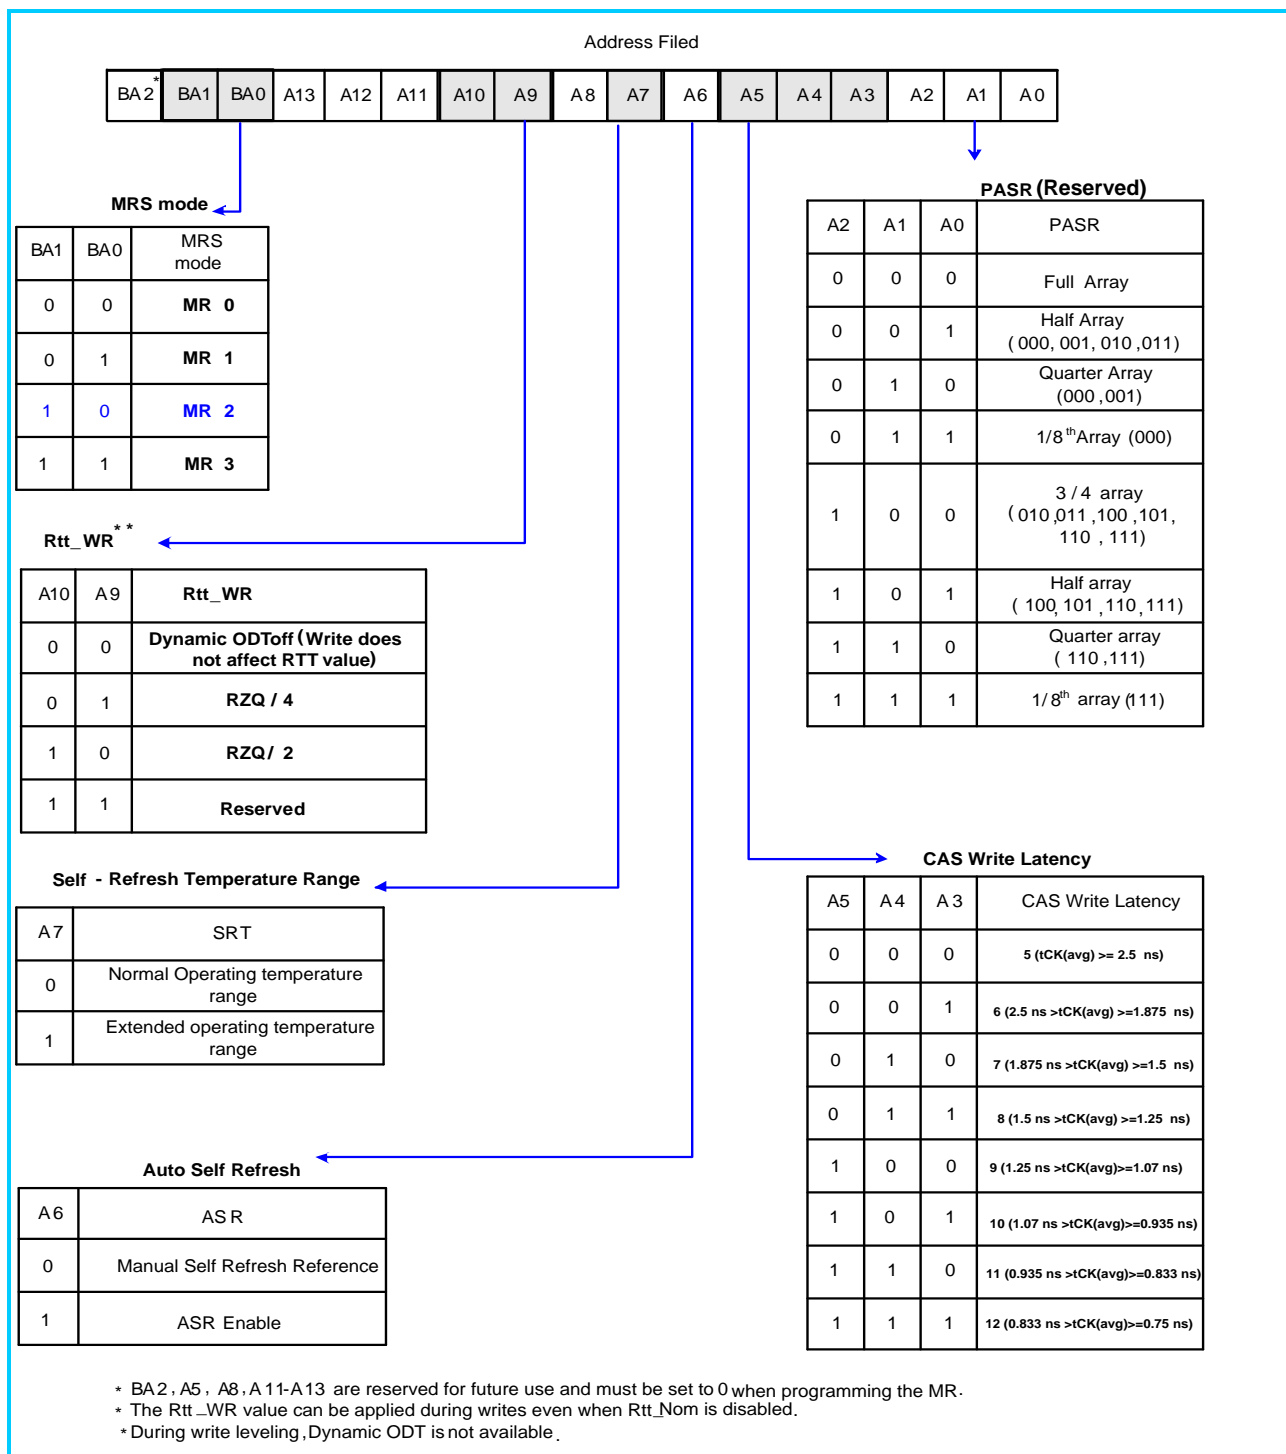 Address Filed
BA2* BA1 BA0 A13 A12 A11 A10 A9 A8 A7 A6 A5 A4 A3 A2 A1 A0
MRS mode
BA1 BA0 MRS mode
0 0 MR 0
0 1 MR 1
1 0 MR 2
1 1 MR 3
Rtt_WR**
A10 A9 Rtt_WR
0 0 Dynamic ODToff (Write does not affect RTT value)
0 1 RZQ / 4
1 0 RZQ/ 2
1 1 Reserved
Self - Refresh Temperature Range
A7 SRT
0 Normal Operating temperature range
1 Extended operating temperature range
Auto Self Refresh
A6 ASR
0 Manual Self Refresh Reference
1 ASR Enable
PASR (Reserved)
A2 A1 A0 PASR
0 0 0 Full Array
0 0 1 Half Array (000, 001, 010 ,011)
0 1 0 Quarter Array (000 ,001)
0 1 1 1/8th Array (000)
1 0 0 3 / 4 array (010 ,011 ,100 ,101, 110 , 111)
1 0 1 Half array (100, 101 ,110, 111)
1 1 0 Quarter array (110 ,111)
1 1 1 1/8th array (111)
CAS Write Latency
A5 A4 A3 CAS Write Latency
0 0 0 5 (tCK(avg) >= 2.5 ns)
0 0 1 6 (2.5 ns >tCK(avg) >=1.875 ns)
0 1 0 7 (1.875 ns >tCK(avg) >=1.5 ns)
0 1 1 8 (1.5 ns >tCK(avg) >=1.25 ns)
1 0 0 9 (1.25 ns >tCK(avg)>=1.07 ns)
1 0 1 10 (1.07 ns >tCK(avg)>=0.935 ns)
1 1 0 11 (0.935 ns >tCK(avg)>=0.833 ns)
1 1 1 12 (0.833 ns >tCK(avg)>=0.75 ns)
* BA2, A5, A8, A11-A13 are reserved for future use and must be set to 0 when programming the MR.
* The Rtt_WR value can be applied during writes even when Rtt_Nom is disabled.
* During write leveling, Dynamic ODT is not available.